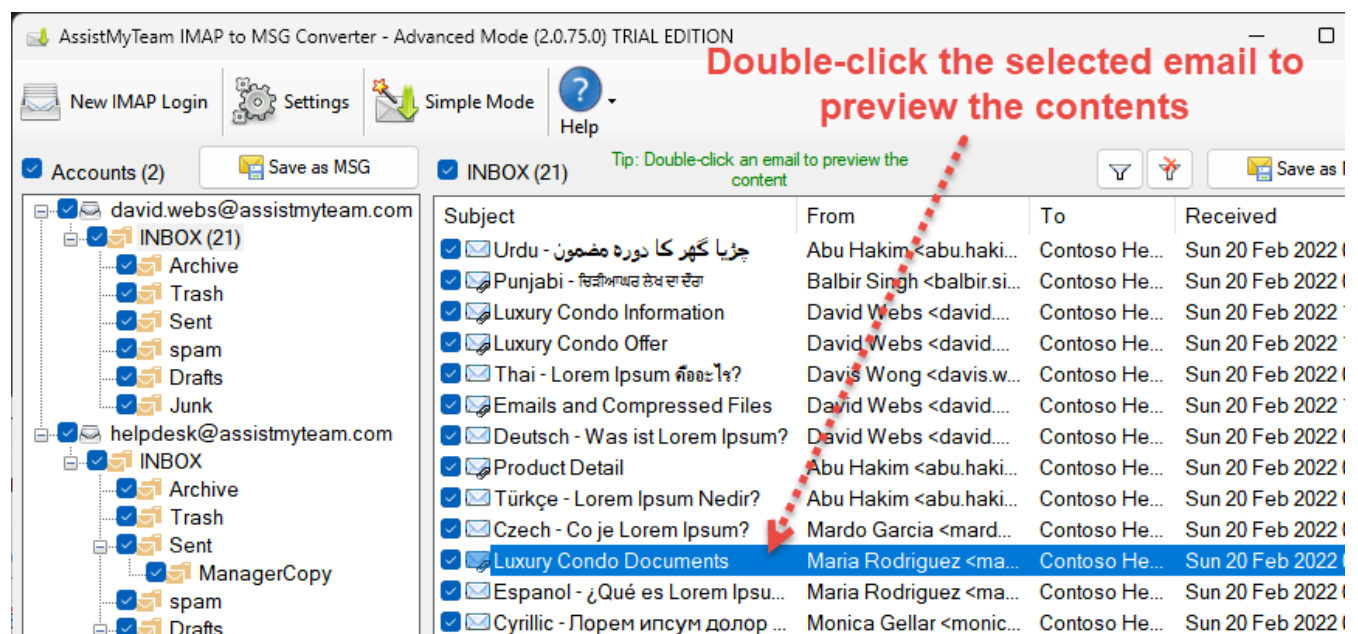 AssistMyTeam IMAP to MSG Converter - Advanced Mode (2.0.75.0) TRIAL EDITION
Double-click the selected email to
preview the contents
New IMAP Login
Settings
Simple Mode
Help
Accounts (2)
Save as MSG
INBOX (21)
Tip: Double-click an email to preview the
content
Save as
david.webs@assistmyteam.com
INBOX (21)
Archive
Trash
Sent
spam
Drafts
Junk
helpdesk@assistmyteam.com
INBOX
Archive
Trash
Sent
ManagerCopy
spam
Drafts
Subject From To Received
Urdu - چڑیا گھر کا دورہ مضمون Abu Hakim <abu.haki... Contoso He... Sun 20 Feb 2022
Punjabi - ਚਿੜੀਆਘਰ ਲੇਖ ਦਾ ਦੌਰਾ Balbir Singh <balbir.si... Contoso He... Sun 20 Feb 2022
Luxury Condo Information David Webs <david.... Contoso He... Sun 20 Feb 2022
Luxury Condo Offer David Webs <david.... Contoso He... Sun 20 Feb 2022
Thai - Lorem Ipsum คืออะไร? Davis Wong <davis.w... Contoso He... Sun 20 Feb 2022
Emails and Compressed Files David Webs <david.... Contoso He... Sun 20 Feb 2022
Deutsch - Was ist Lorem Ipsum? David Webs <david.... Contoso He... Sun 20 Feb 2022
Product Detail Abu Hakim <abu.haki... Contoso He... Sun 20 Feb 2022
Türkçe - Lorem Ipsum Nedir? Abu Hakim <abu.haki... Contoso He... Sun 20 Feb 2022
Czech - Co je Lorem Ipsum? Mardo Garcia <mard... Contoso He... Sun 20 Feb 2022
Luxury Condo Documents Maria Rodriguez <ma... Contoso He... Sun 20 Feb 2022
Espanol - ¿Qué es Lorem Ipsu... Maria Rodriguez <ma... Contoso He... Sun 20 Feb 2022
Cyrillic - Лорем ипсум долор ... Monica Gellar <monic... Contoso He... Sun 20 Feb 2022